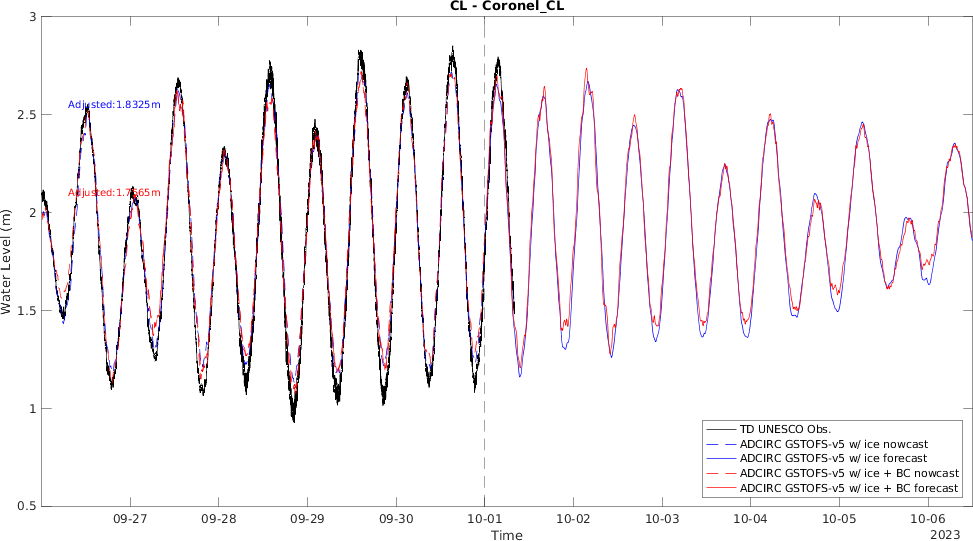 CL - Coronel_CL
3
2.5
2
1.5
1
0.5
Water Level (m)
Adjusted:1.8325m
Adjusted:1.7665m
TD UNESCO Obs.
ADCIRC GSTOFS-v5 w/ ice nowcast
ADCIRC GSTOFS-v5 w/ ice forecast
ADCIRC GSTOFS-v5 w/ ice + BC nowcast
ADCIRC GSTOFS-v5 w/ ice + BC forecast
09-27
09-28
09-29
09-30
10-01
10-02
10-03
10-04
10-05
10-06
Time
2023